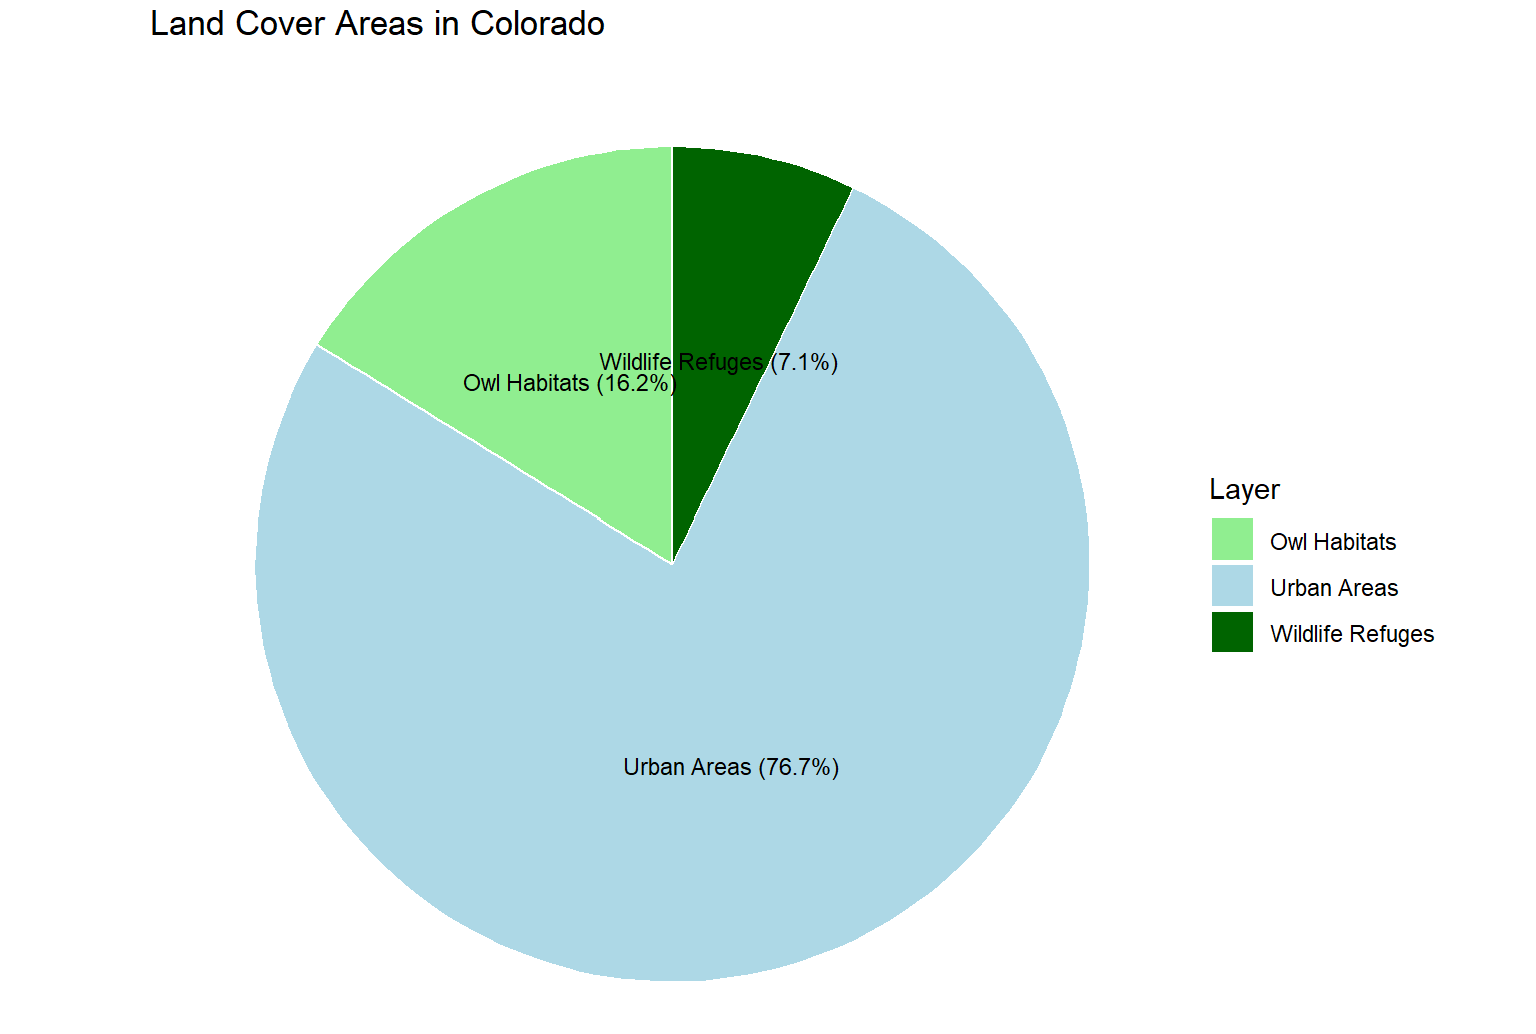 Land Cover Areas in Colorado
Wildlife Refuges (7.1%)
Owl Habitats (16.2%)
Urban Areas (76.7%)
Layer
Owl Habitats
Urban Areas
Wildlife Refuges